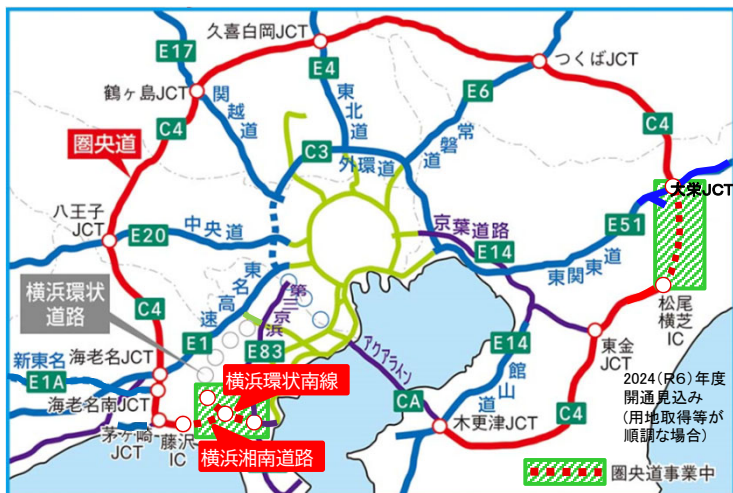 久喜白岡JCT
E17
E4
つくばJCT
鶴ヶ島JCT
関越道
東北道
E6
C4
C4
圏央道
C3
外環道
常磐道
大栄JCT
八王子
JCT
E20
中央道
京葉道路
E14
E51
東関東道
横浜環状
道路
C4
東名高速
第三京浜
松尾
横芝
IC
新東名
海老名JCT
E1
E83
アクアライン
E14
館山道
東金
JCT
E1A
海老名南JCT
横浜環状南線
CA
C4
2024(R6)年度
開通見込み
(用地取得等が
順調な場合)
茅ヶ崎
JCT
藤沢
IC
横浜湘南道路
木更津JCT
圏央道事業中